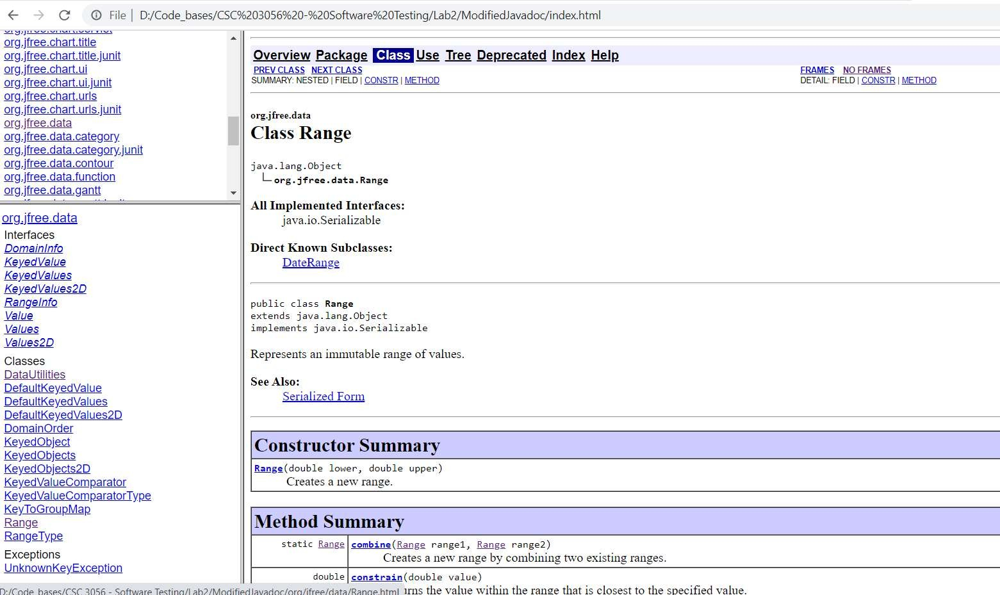 File | D:/Code_bases/CSC%203056%20-%20Software%20Testing/Lab2/ModifiedJavadoc/index.html
org.jfree.chart.servlet
org.jfree.chart.title
org.jfree.chart.title.junit
org.jfree.chart.ui
org.jfree.chart.ui.junit
org.jfree.chart.urls
org.jfree.chart.urls.junit
org.jfree.data
org.jfree.data.category
org.jfree.data.category.junit
org.jfree.data.contour
org.jfree.data.function
org.jfree.data.gantt
org.jfree.data
Interfaces
DomainInfo
KeyedValue
KeyedValues
KeyedValues2D
RangeInfo
Value
Values
Values2D
Classes
DataUtilities
DefaultKeyedValue
DefaultKeyedValues
DefaultKeyedValues2D
DomainOrder
KeyedObject
KeyedObjects
KeyedObjects2D
KeyedValueComparator
KeyedValueComparatorType
KeyToGroupMap
Range
RangeType
Exceptions
UnknownKeyException
D:/Code_bases/CSC 3056 - Software Testing/Lab2/ModifiedJavadoc/org/jfree/data/Range.html
Overview Package Class Use Tree Deprecated Index Help
PREV CLASS NEXT CLASS FRAMES NO FRAMES
SUMMARY: NESTED | FIELD | CONSTR | METHOD DETAIL: FIELD | CONSTR | METHOD
org.jfree.data
Class Range
java.lang.Object
org.jfree.data.Range
All Implemented Interfaces:
java.io.Serializable
Direct Known Subclasses:
DateRange
public class Range
extends java.lang.Object
implements java.io.Serializable
Represents an immutable range of values.
See Also:
Serialized Form
Constructor Summary
Range(double lower, double upper)
Creates a new range.
Method Summary
static Range combine(Range range1, Range range2)
Creates a new range by combining two existing ranges.
double constrain(double value)
urns the value within the range that is closest to the specified value.